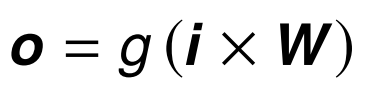 o = g(i × W)